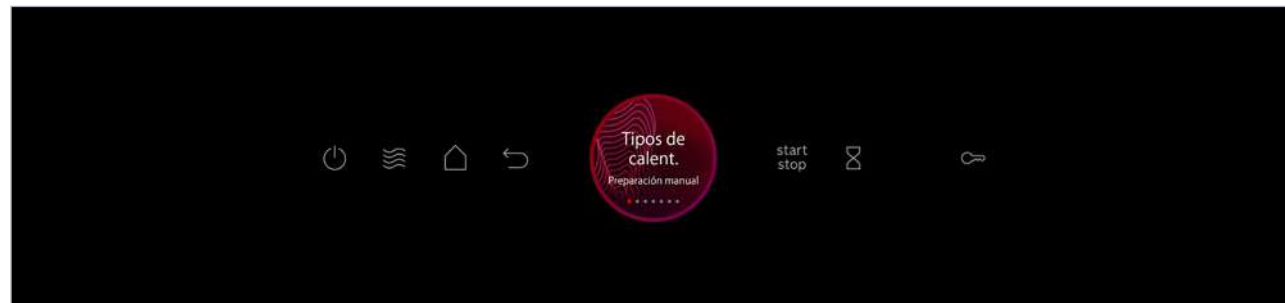 Tipos de
calent.
Preparación manual
start
stop